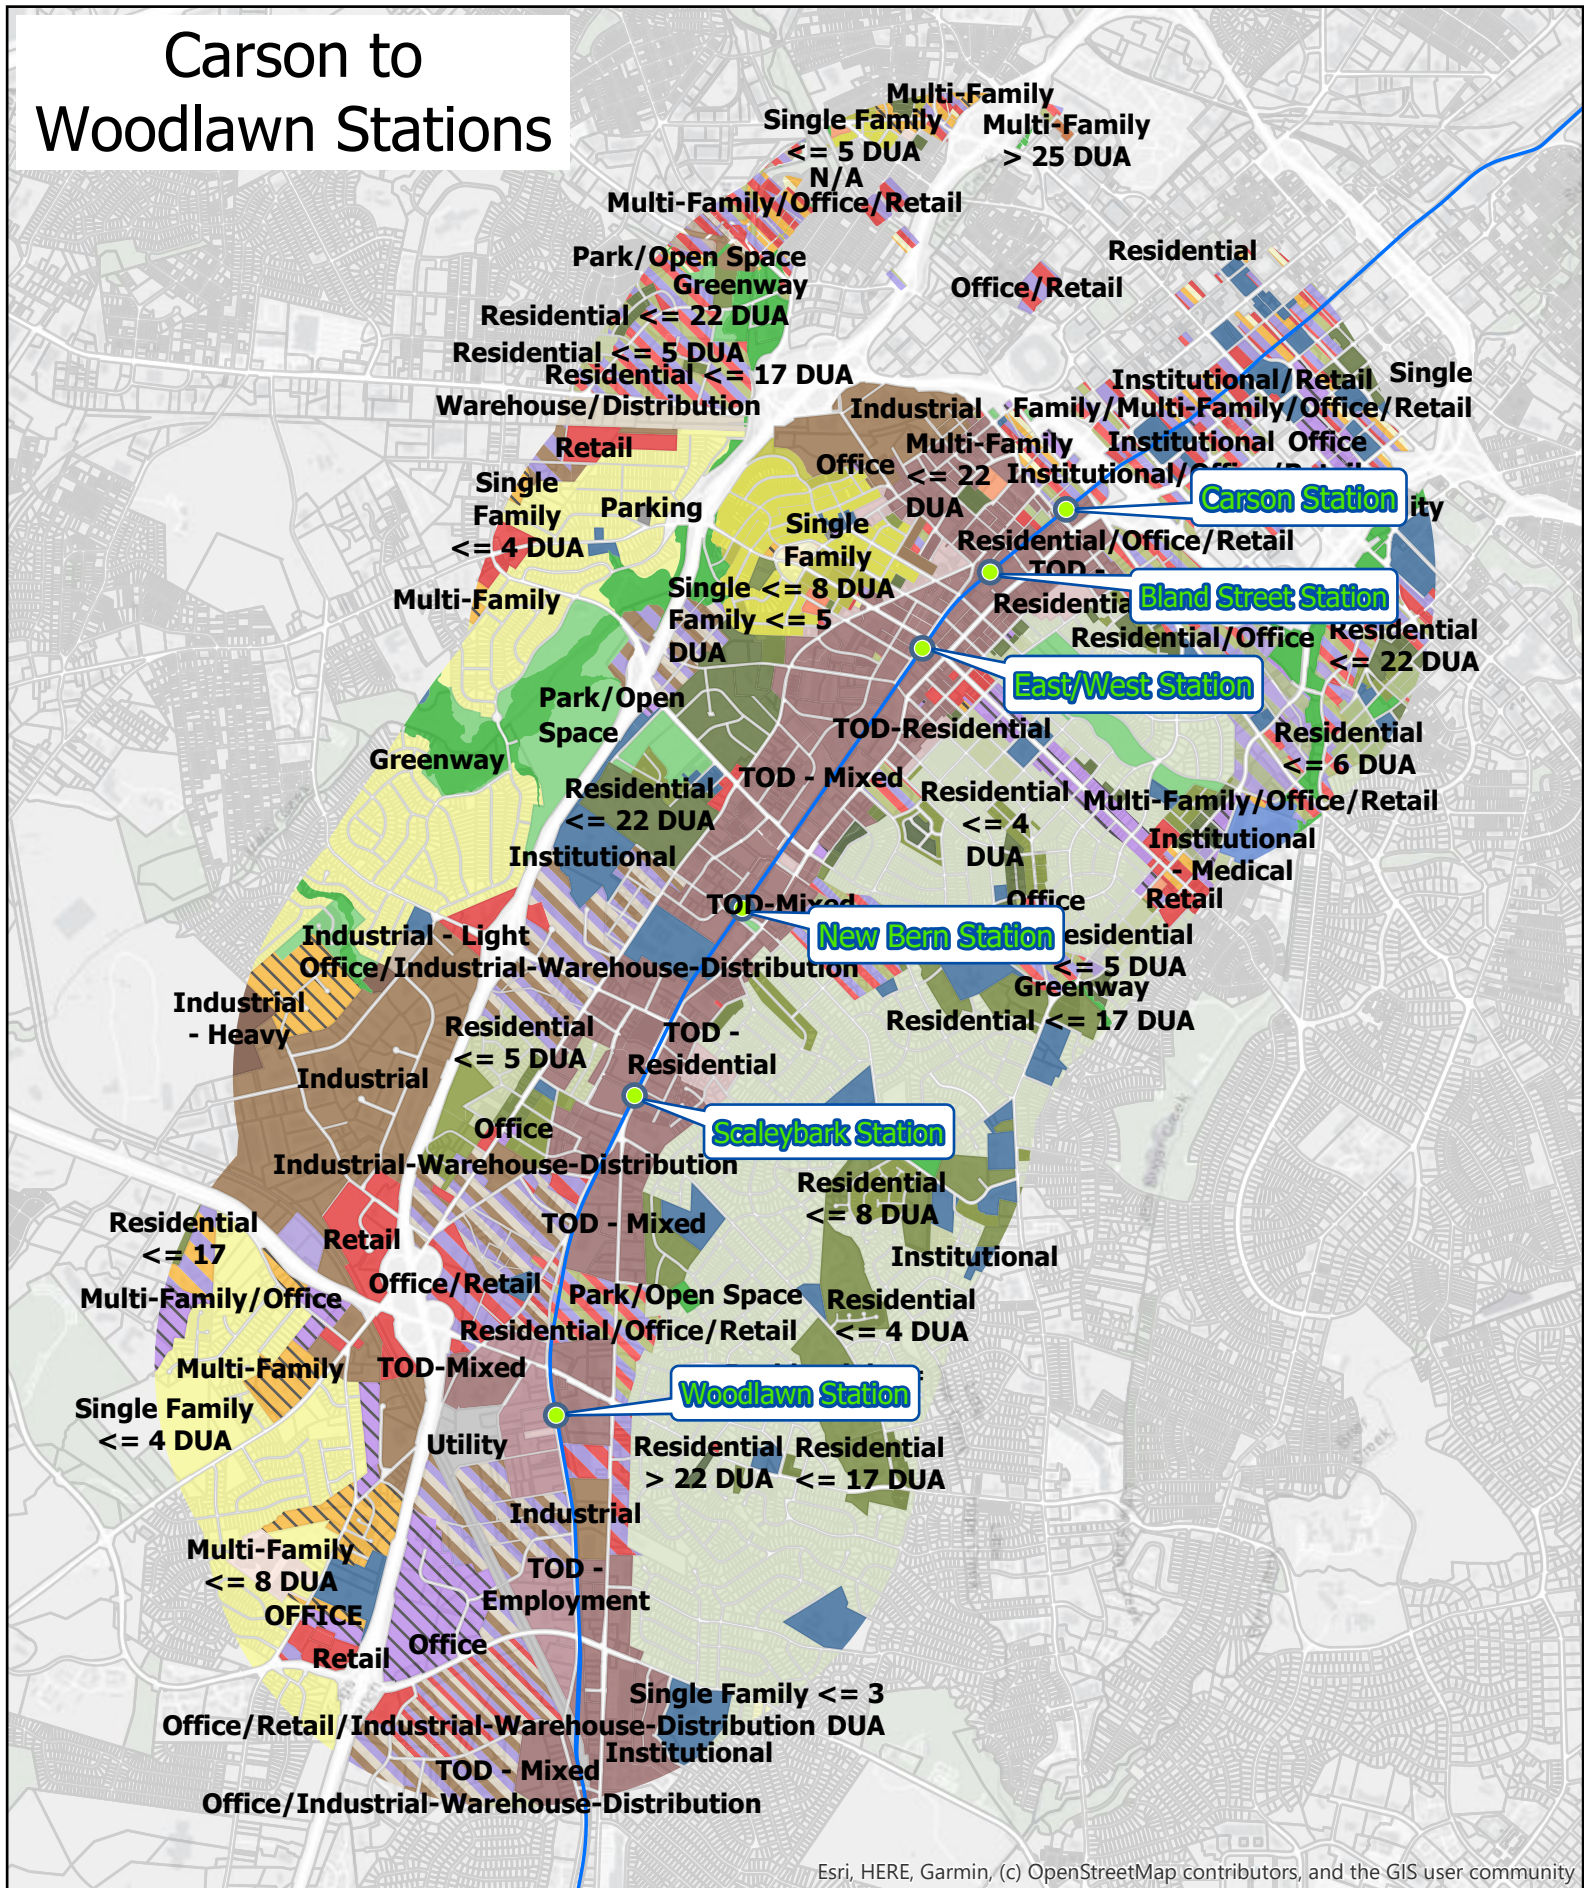 Carson to
Woodlawn Stations
Multi-Family
Single Family
<= 5 DUA
Multi-Family
> 25 DUA
N/A
Multi-Family/Office/Retail
Park/Open Space
Greenway
Residential
Office/Retail
Residential <= 22 DUA
Residential <= 5 DUA
Residential <= 17 DUA
Warehouse/Distribution
Institutional/Retail
Single
Family/Multi-Family/Office/Retail
Industrial
Retail
Multi-Family
<= 22
DUA
Institutional
Office
Office
Institutional/Office/Retail
Single
Family
<= 4 DUA
Parking
Carson Station
ity
Single
Family
<= 8 DUA
Residential/Office/Retail
TOD -
Residentia
Bland Street Station
Multi-Family
Single
Family <= 5
DUA
Residential/Office
Residential
<= 22 DUA
East/West Station
Park/Open
Space
Greenway
TOD-Residential
Residential
<= 6 DUA
TOD - Mixed
Residential
<= 22 DUA
Residential
<= 4
DUA
Multi-Family/Office/Retail
Institutional
Institutional
- Medical
Retail
TOD-Mixed
Office
New Bern Station
esidential
<= 5 DUA
Industrial - Light
Office/Industrial-Warehouse-Distribution
Greenway
Residential <= 17 DUA
Industrial
- Heavy
Residential
<= 5 DUA
TOD -
Residential
Industrial
Office
Scaleybark Station
Industrial-Warehouse-Distribution
Residential
<= 8 DUA
Residential
<= 17
TOD - Mixed
Retail
Institutional
Office/Retail
Multi-Family/Office
Park/Open Space
Residential
<= 4 DUA
Residential/Office/Retail
Multi-Family
TOD-Mixed
Woodlawn Station
Single Family
<= 4 DUA
Utility
Residential
> 22 DUA
Residential
<= 17 DUA
Industrial
Multi-Family
<= 8 DUA
TOD -
Employment
OFFICE
Office
Retail
Single Family <= 3
DUA
Office/Retail/Industrial-Warehouse-Distribution
Institutional
TOD - Mixed
Office/Industrial-Warehouse-Distribution
Esri, HERE, Garmin, (c) OpenStreetMap contributors, and the GIS user community